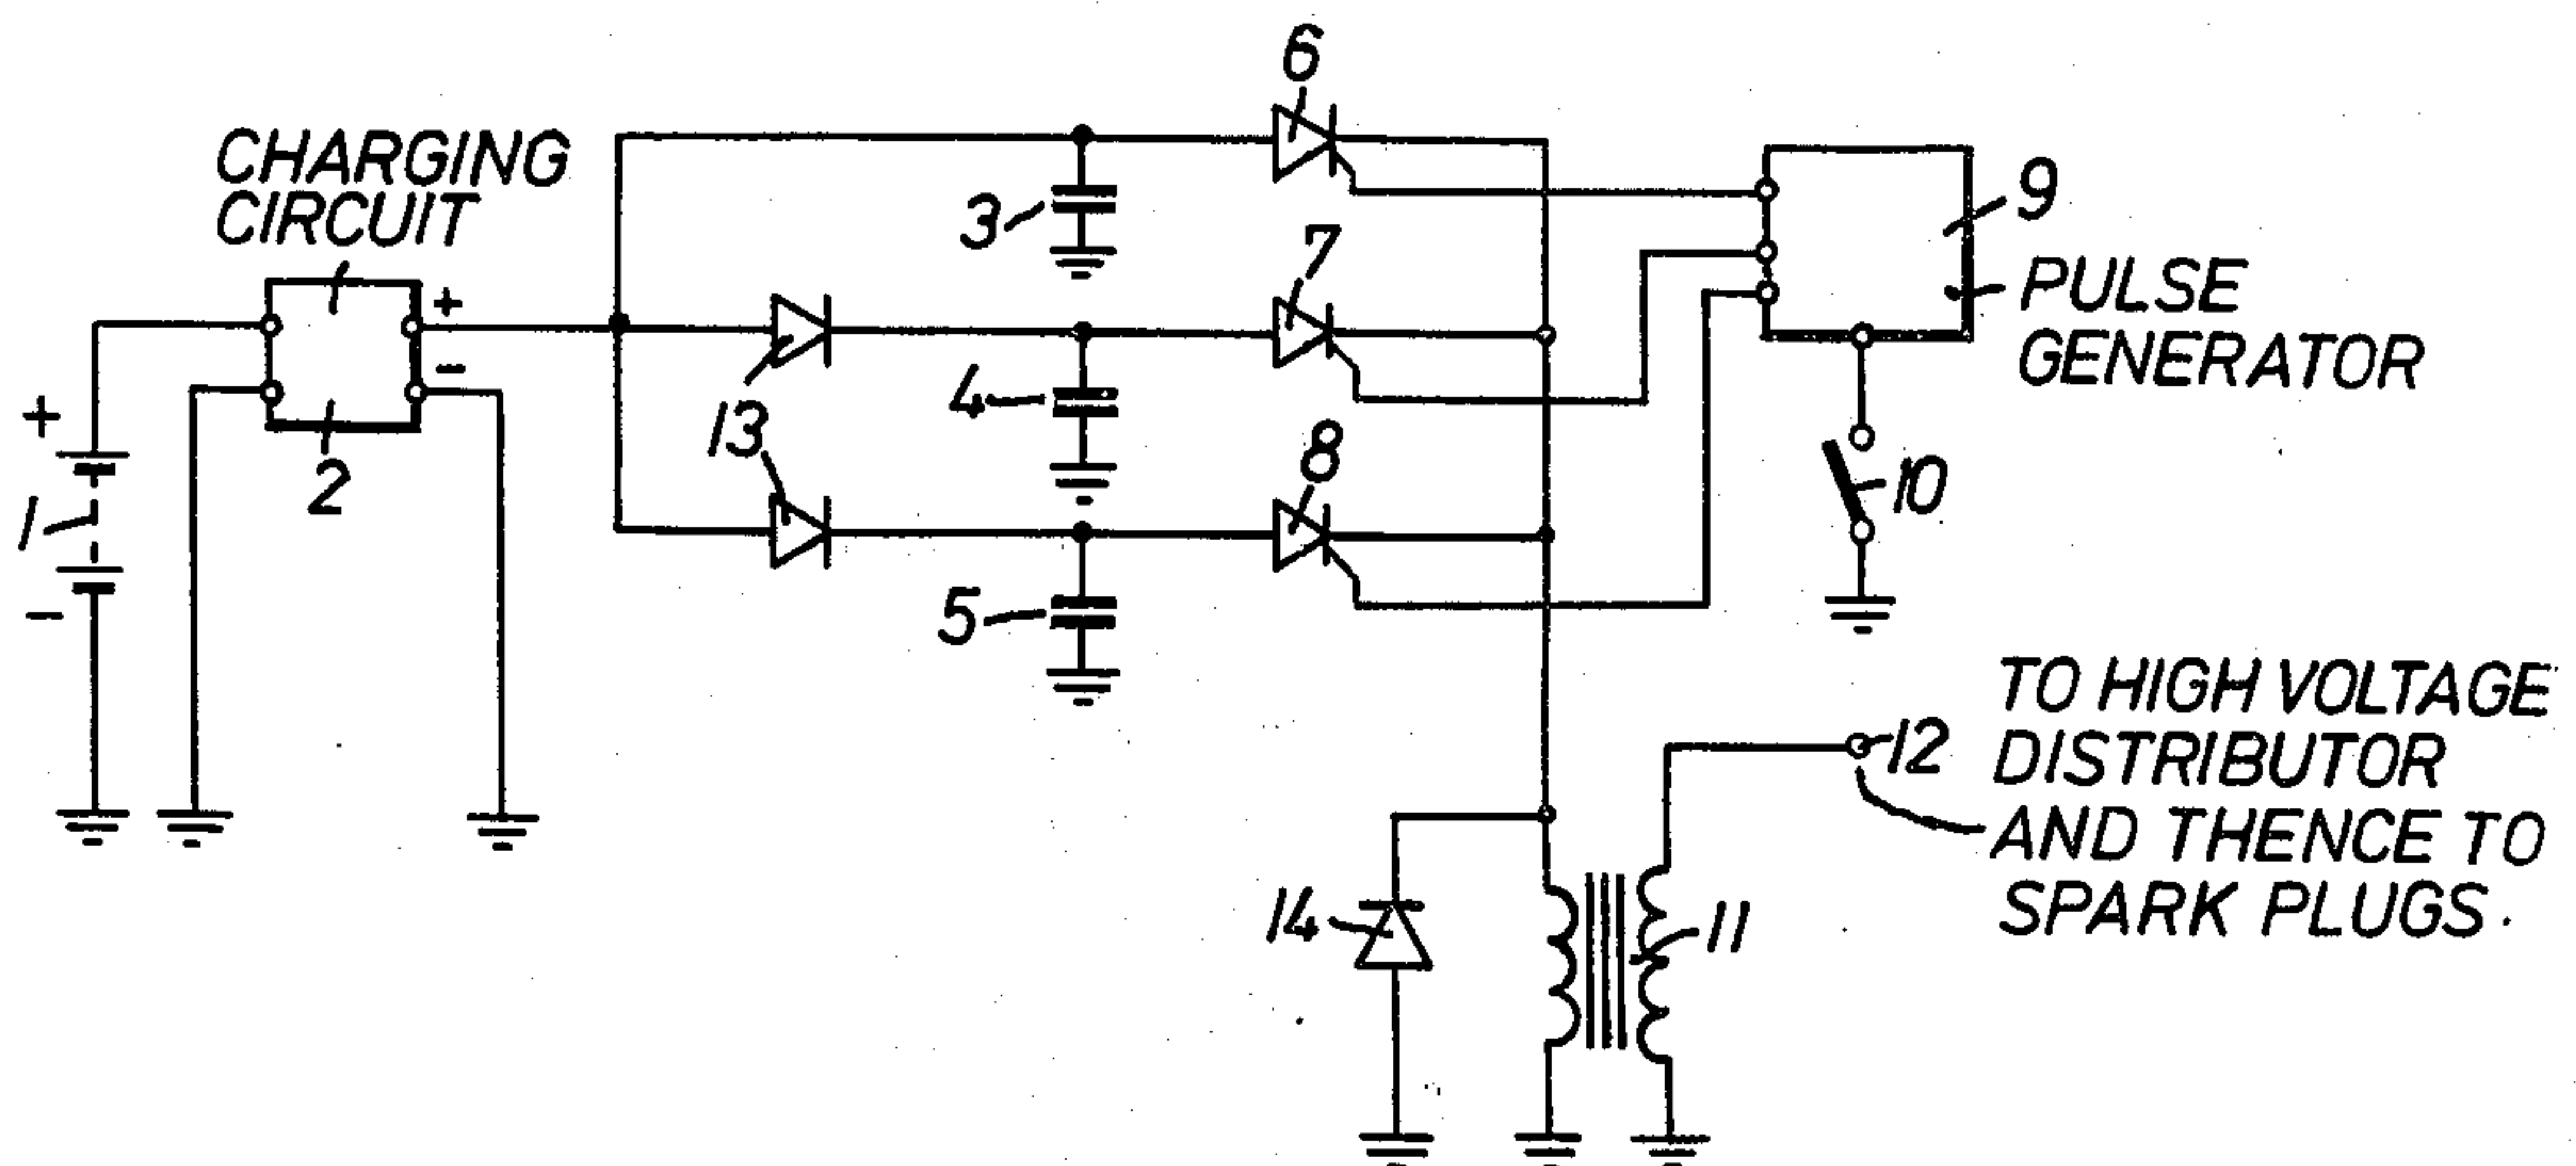 CHARGING
CIRCUIT
+
-
2
+
1
-
13
3
4
5
6
7
8
9
PULSE
GENERATOR
10
TO HIGH VOLTAGE
12 DISTRIBUTOR
AND THENCE TO
SPARK PLUGS.
11
14